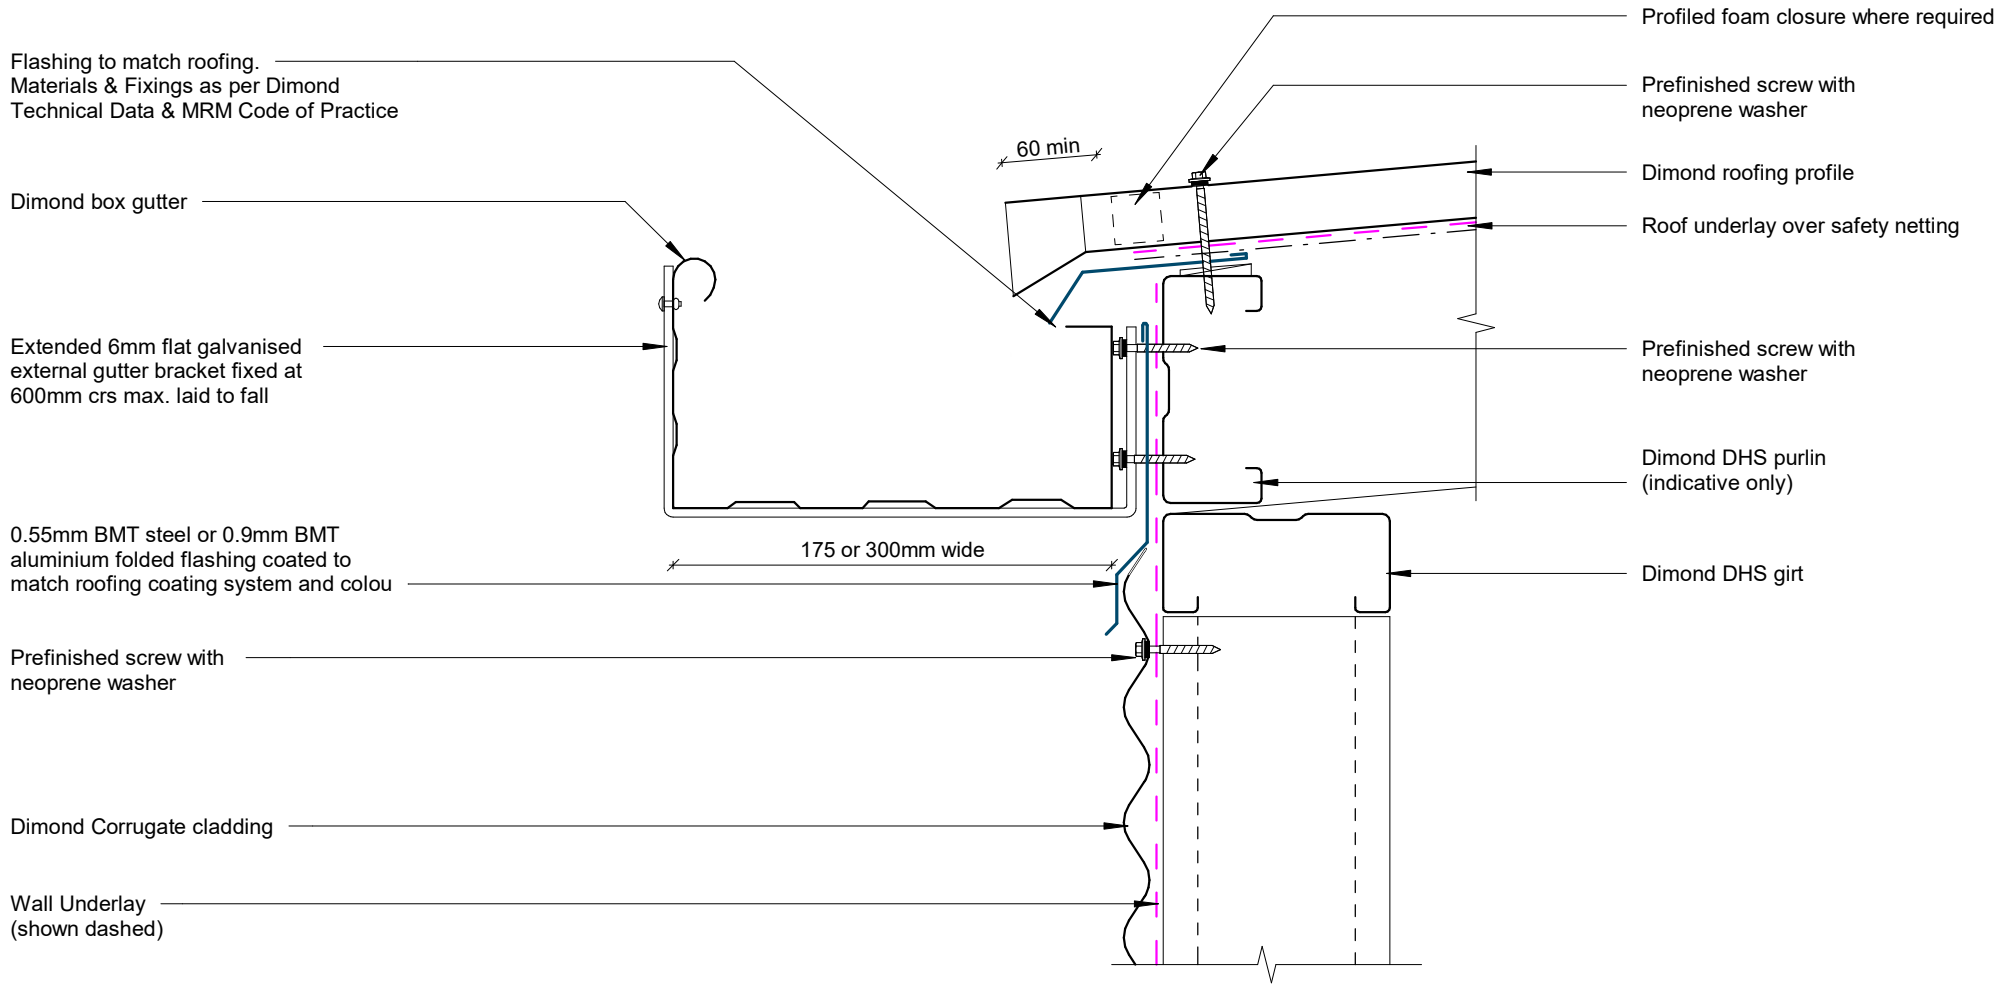 Flashing to match roofing.
Materials & Fixings as per Dimond
Technical Data & MRM Code of Practice
Dimond box gutter
Extended 6mm flat galvanised
external gutter bracket fixed at
600mm crs max. laid to fall
0.55mm BMT steel or 0.9mm BMT
aluminium folded flashing coated to
match roofing coating system and colou
Prefinished screw with
neoprene washer
Dimond Corrugate cladding
Wall Underlay
(shown dashed)
60 min
175 or 300mm wide
Profiled foam closure where required
Prefinished screw with
neoprene washer
Dimond roofing profile
Roof underlay over safety netting
Prefinished screw with
neoprene washer
Dimond DHS purlin
(indicative only)
Dimond DHS girt